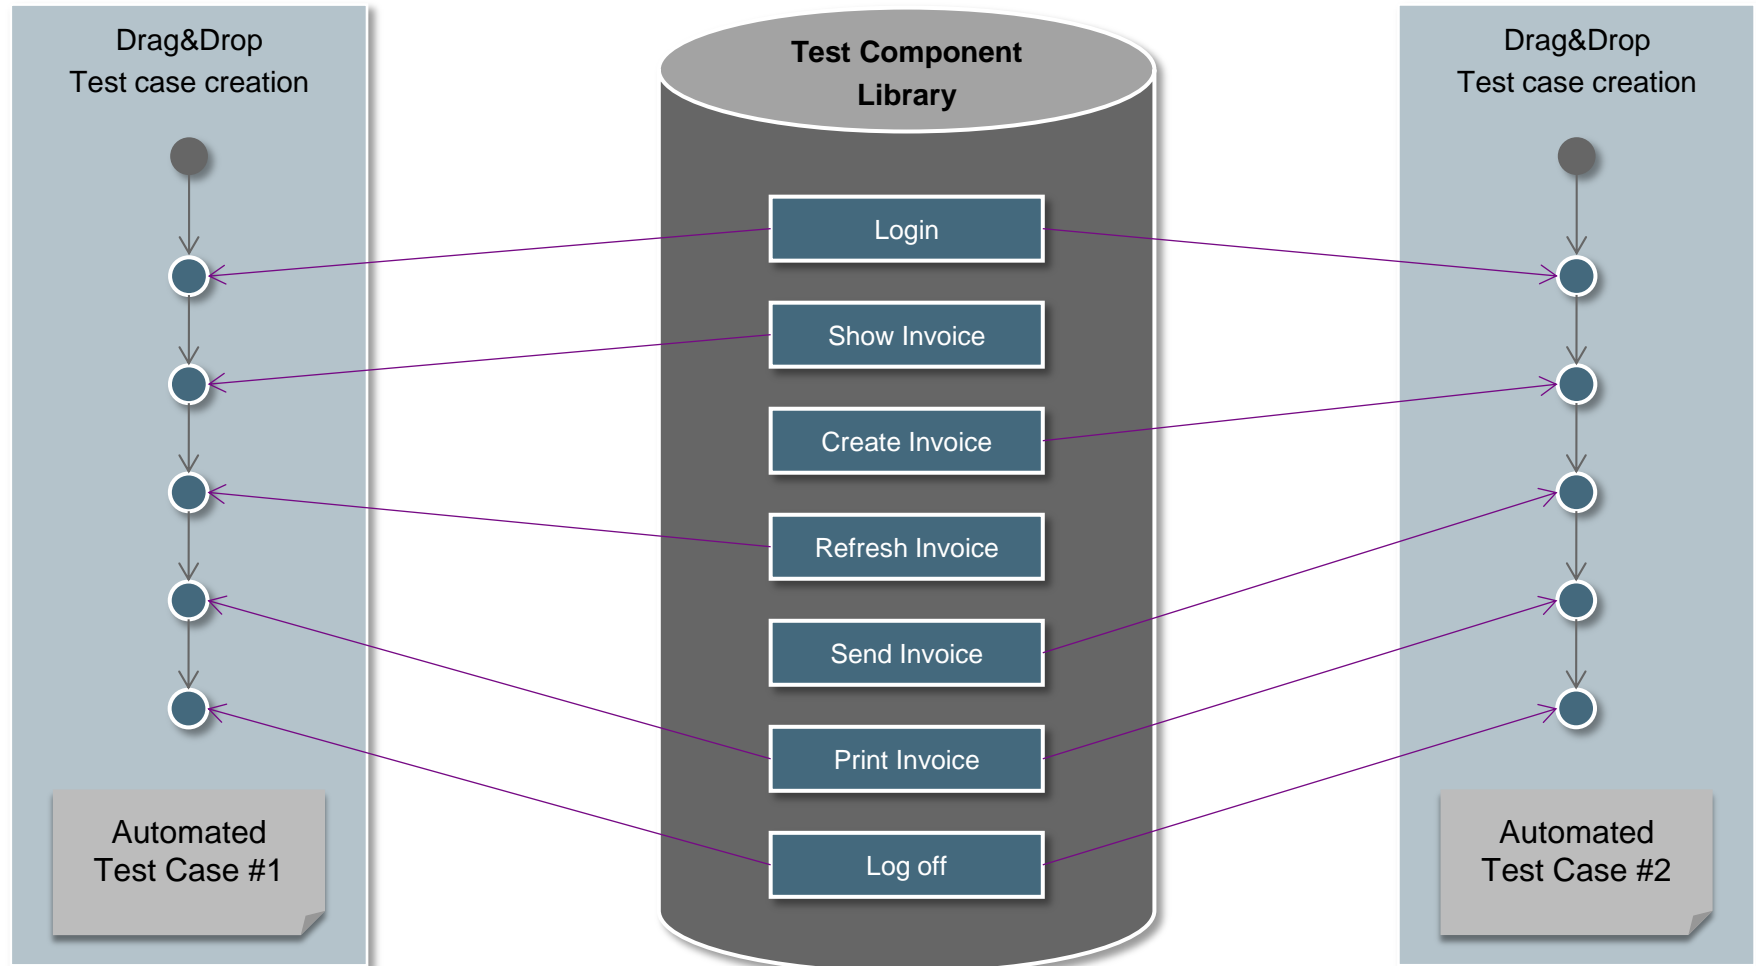 Drag&Drop
Test case creation
Automated
Test Case #1
Test Component
Library
Login
Show Invoice
Create Invoice
Refresh Invoice
Send Invoice
Print Invoice
Log off
Drag&Drop
Test case creation
Automated
Test Case #2